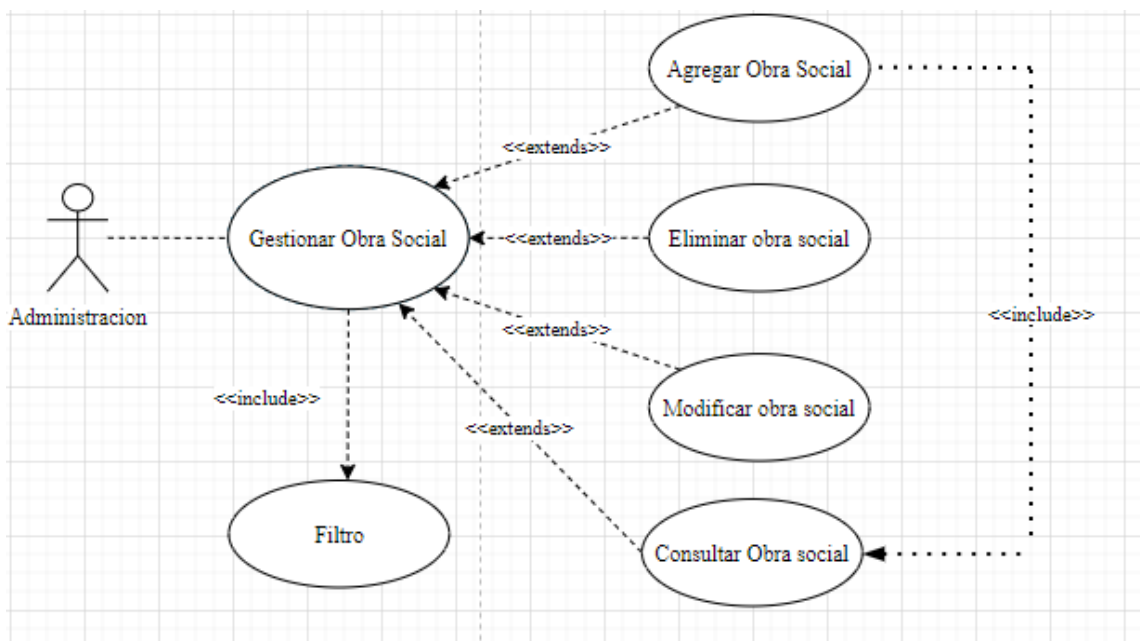 Agregar Obra Social
<<extends>>
Gestionar Obra Social
<<extends>>
Eliminar obra social
Administracion
<<include>>
<<extends>>
<<include>>
Modificar obra social
<<extends>>
Filtro
Consultar Obra social